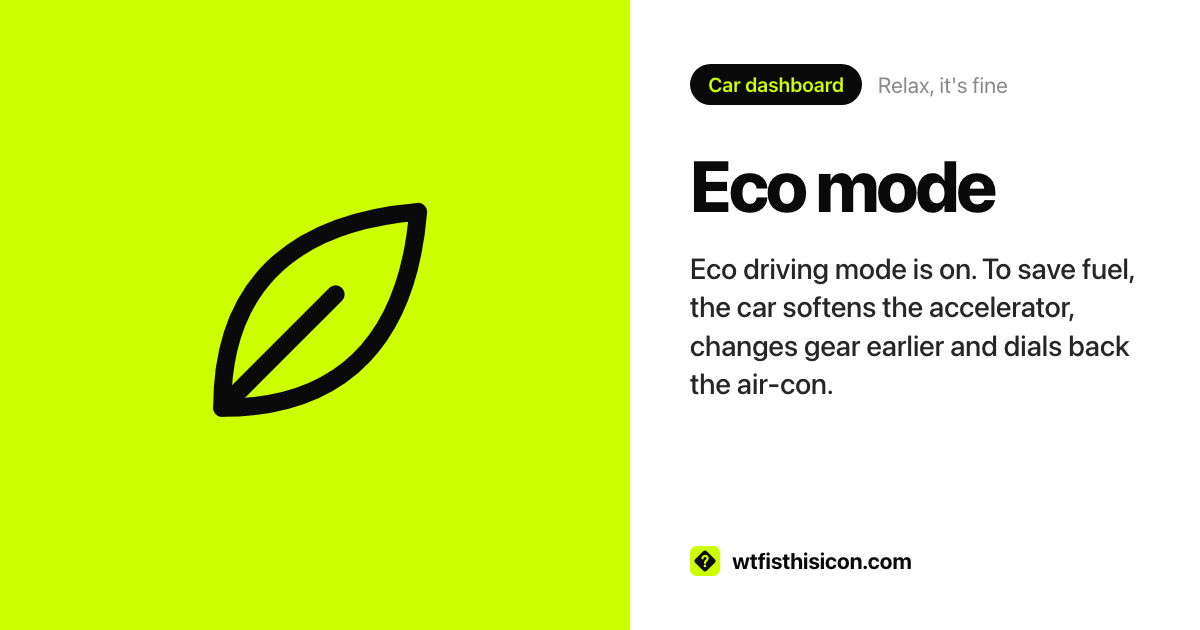 Car dashboard Relax, it's fine
Eco mode
Eco driving mode is on. To save fuel,
the car softens the accelerator,
changes gear earlier and dials back
the air-con.
? wtfisthisicon.com